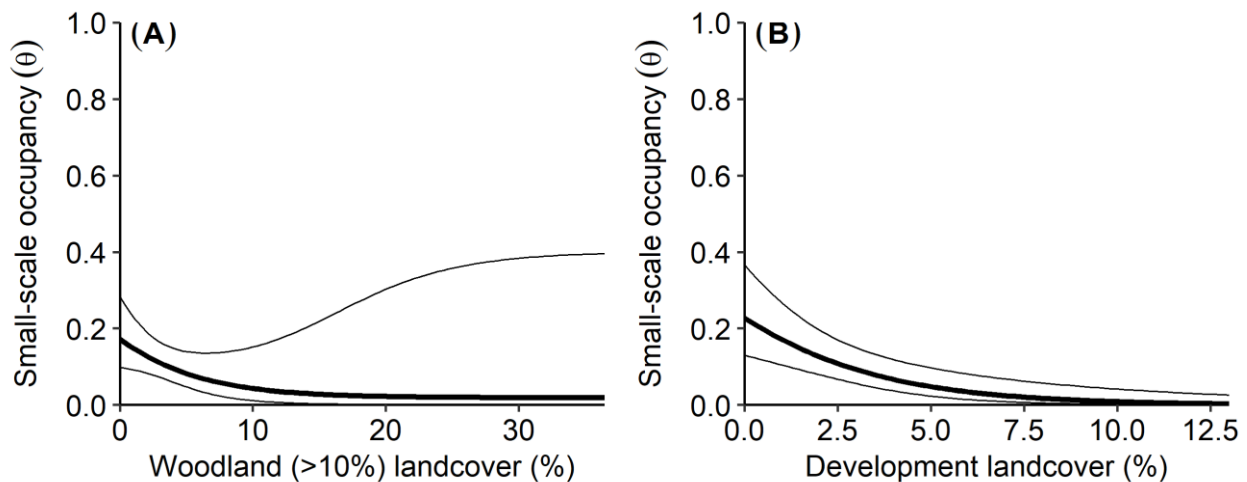 (A)
Small-scale occupancy (θ)
1.0
0.8
0.6
0.4
0.2
0.0
0 10 20 30
Woodland (>10%) landcover (%)
(B)
Small-scale occupancy (θ)
1.0
0.8
0.6
0.4
0.2
0.0
0.0 2.5 5.0 7.5 10.0 12.5
Development landcover (%)